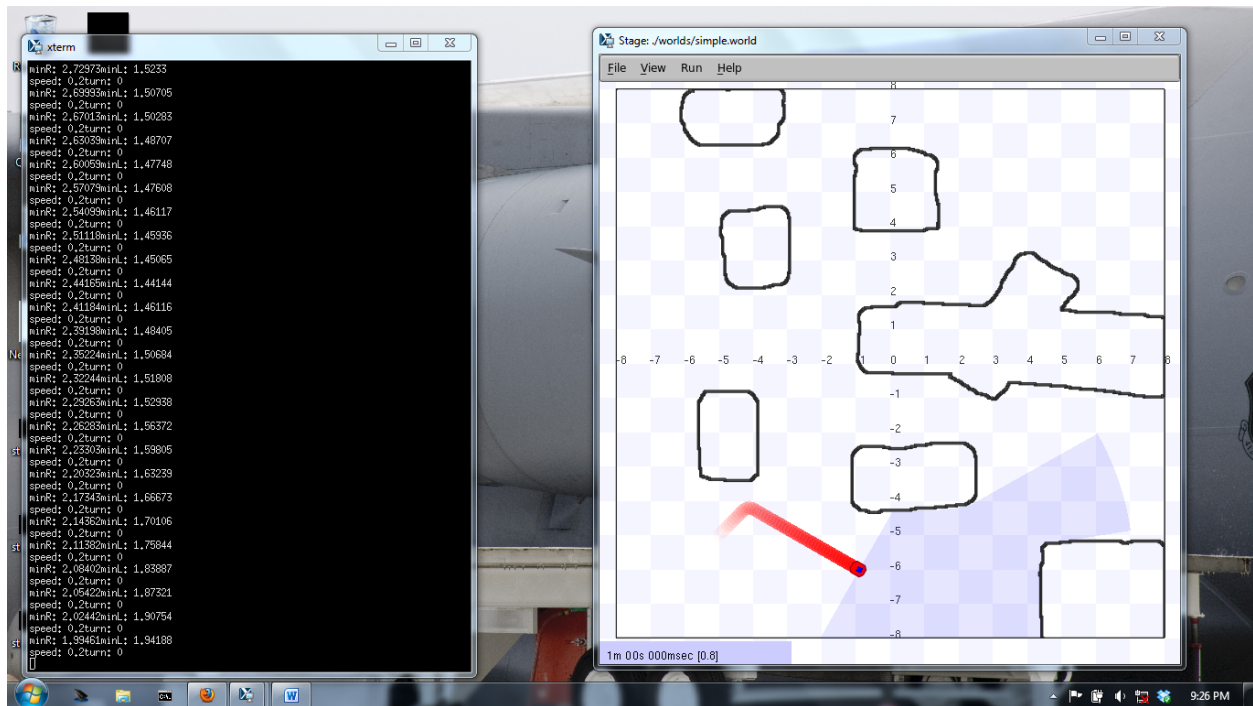 xterm
minR: 2.72973minL: 1.5233
speed: 0.2turn: 0
minR: 2.69993minL: 1.50705
speed: 0.2turn: 0
minR: 2.67013minL: 1.50283
speed: 0.2turn: 0
minR: 2.63039minL: 1.48707
speed: 0.2turn: 0
minR: 2.60059minL: 1.47748
speed: 0.2turn: 0
minR: 2.57079minL: 1.47608
speed: 0.2turn: 0
minR: 2.54099minL: 1.46117
speed: 0.2turn: 0
minR: 2.51118minL: 1.45936
speed: 0.2turn: 0
minR: 2.48138minL: 1.45065
speed: 0.2turn: 0
minR: 2.44165minL: 1.44144
speed: 0.2turn: 0
minR: 2.41184minL: 1.46116
speed: 0.2turn: 0
minR: 2.39198minL: 1.48405
speed: 0.2turn: 0
minR: 2.35224minL: 1.50684
speed: 0.2turn: 0
minR: 2.32244minL: 1.51808
speed: 0.2turn: 0
minR: 2.29263minL: 1.52938
speed: 0.2turn: 0
minR: 2.26283minL: 1.56372
speed: 0.2turn: 0
minR: 2.23303minL: 1.59805
speed: 0.2turn: 0
minR: 2.20323minL: 1.63239
speed: 0.2turn: 0
minR: 2.17343minL: 1.66673
speed: 0.2turn: 0
minR: 2.14362minL: 1.70106
speed: 0.2turn: 0
minR: 2.11382minL: 1.75844
speed: 0.2turn: 0
minR: 2.08402minL: 1.83887
speed: 0.2turn: 0
minR: 2.05422minL: 1.87321
speed: 0.2turn: 0
minR: 2.02442minL: 1.90754
speed: 0.2turn: 0
minR: 1.99461minL: 1.94188
speed: 0.2turn: 0
Stage: ./worlds/simple.world
File View Run Help
8
7
6
5
4
3
2
1
-8 -7 -6 -5 -4 -3 -2 -1 0 1 2 3 4 5 6 7 8
-1
-2
-3
-4
-5
-6
-7
-8
1m 00s 000msec [0.8]
9:26 PM